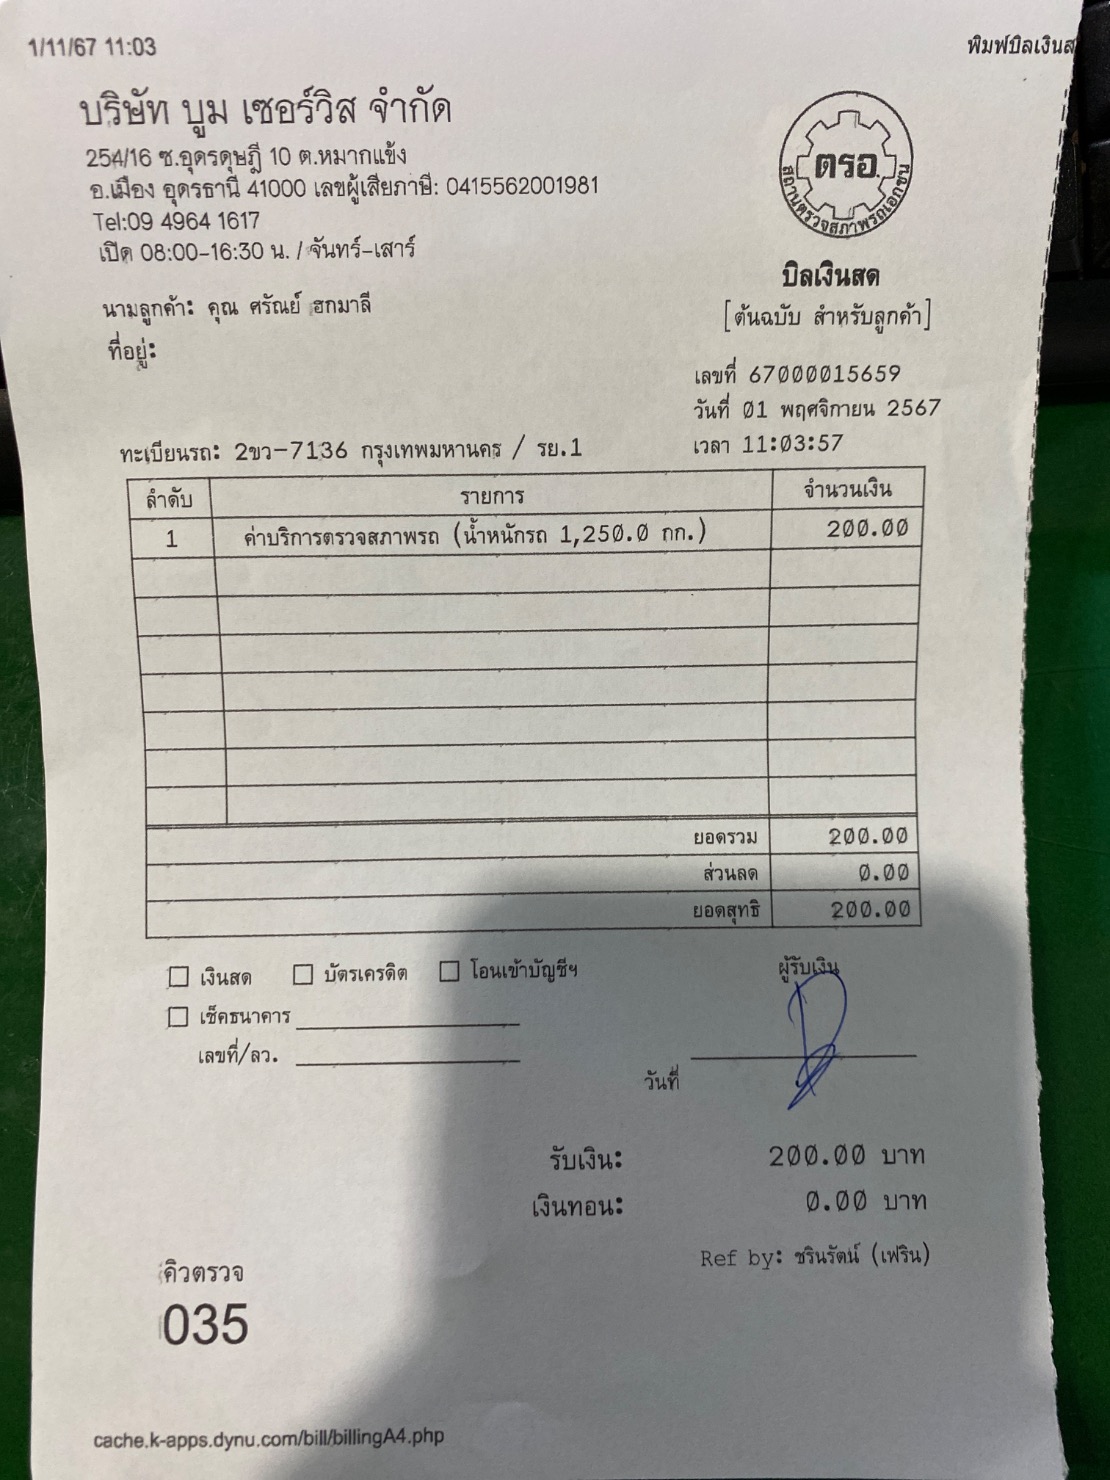 1/11/67 11:03
พิมพ์บิลเงินส
บริษัท บูม เซอร์วิส จำกัด
254/16 ซ.อุดรดุษฎี 10 ต.หมากแข้ง
อ.เมือง อุดรธานี 41000 เลขผู้เสียภาษี: 0415562001981
Tel:09 4964 1617
เปิด 08:00-16:30 น. / จันทร์-เสาร์
ตรอ.
สถานตรวจสภาพรถเอกชน
บิลเงินสด
[ต้นฉบับ สำหรับลูกค้า]
นามลูกค้า: คุณ ศรัณย์ ฮกมาลี
ที่อยู่:
เลขที่ 67000015659
วันที่ 01 พฤศจิกายน 2567
เวลา 11:03:57
ทะเบียนรถ: 2ขว-7136 กรุงเทพมหานคร / รย.1
ลำดับ รายการ จำนวนเงิน
1 ค่าบริการตรวจสภาพรถ (น้ำหนักรถ 1,250.0 กก.) 200.00
ยอดรวม 200.00
ส่วนลด 0.00
ยอดสุทธิ 200.00
เงินสด บัตรเครดิต โอนเข้าบัญชีฯ
เช็คธนาคาร
เลขที่/ลว.
ผู้รับเงิน
วันที่
รับเงิน: 200.00 บาท
เงินทอน: 0.00 บาท
Ref by: ชรินรัตน์ (เฟริน)
คิวตรวจ
035
cache.k-apps.dynu.com/bill/billingA4.php